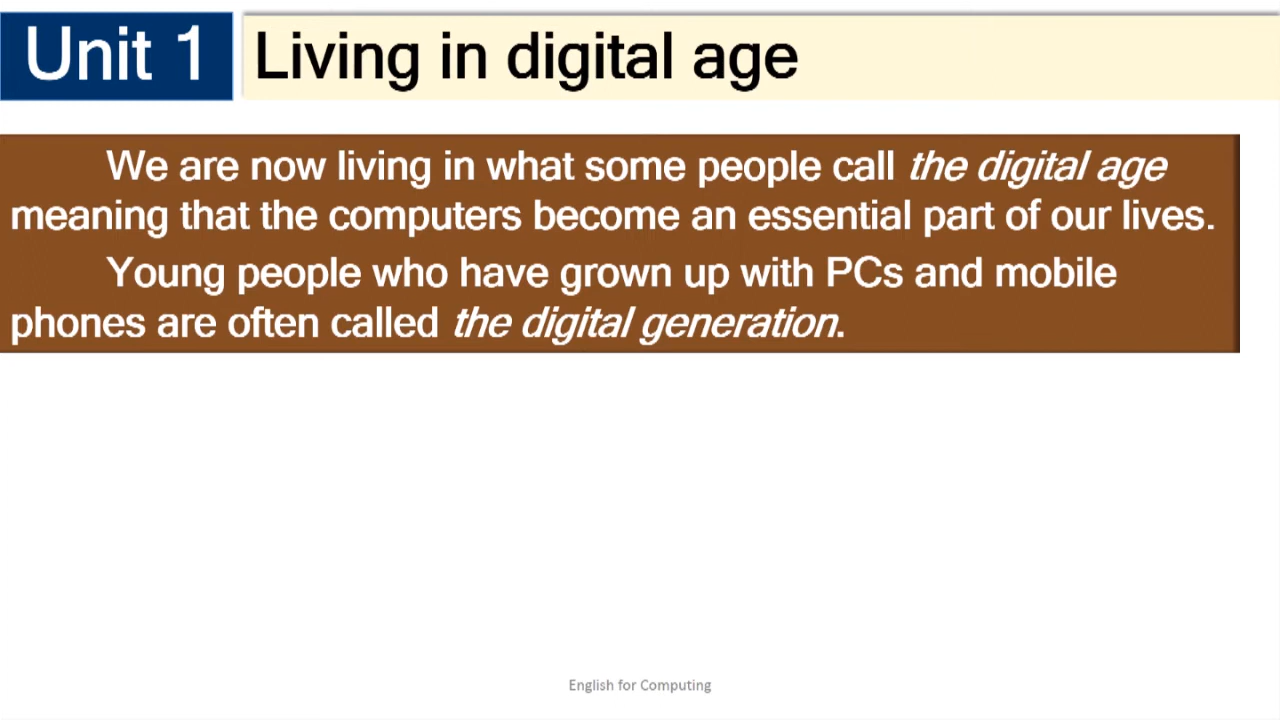 Unit 1 Living in digital age
We are now living in what some people call the digital age
meaning that the computers become an essential part of our lives.
Young people who have grown up with PCs and mobile
phones are often called the digital generation.
English for Computing